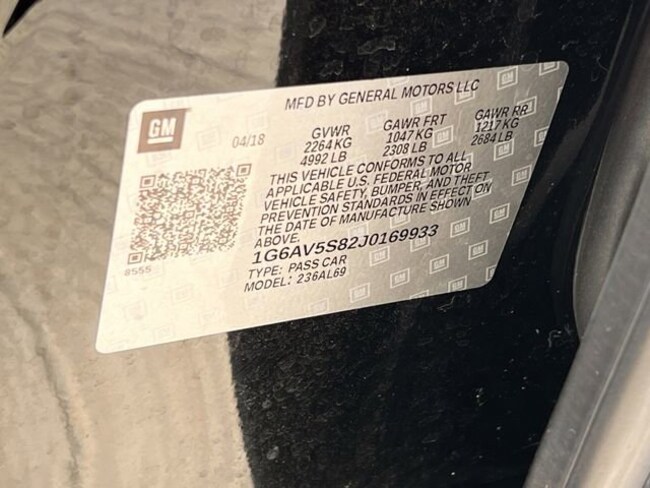 MFD BY GENERAL MOTORS LLC
GM
04/18
GVWR
2264 KG
4992 LB
GAWR FRT
1047 KG
2308 LB
GAWR RR
1217 KG
2684 LB
THIS VEHICLE CONFORMS TO ALL
APPLICABLE U.S. FEDERAL MOTOR
VEHICLE SAFETY, BUMPER, AND THEFT
PREVENTION STANDARDS IN EFFECT ON
THE DATE OF MANUFACTURE SHOWN
ABOVE.
1G6AV5S82J0169933
TYPE: PASS CAR
MODEL: 236AL69
8555